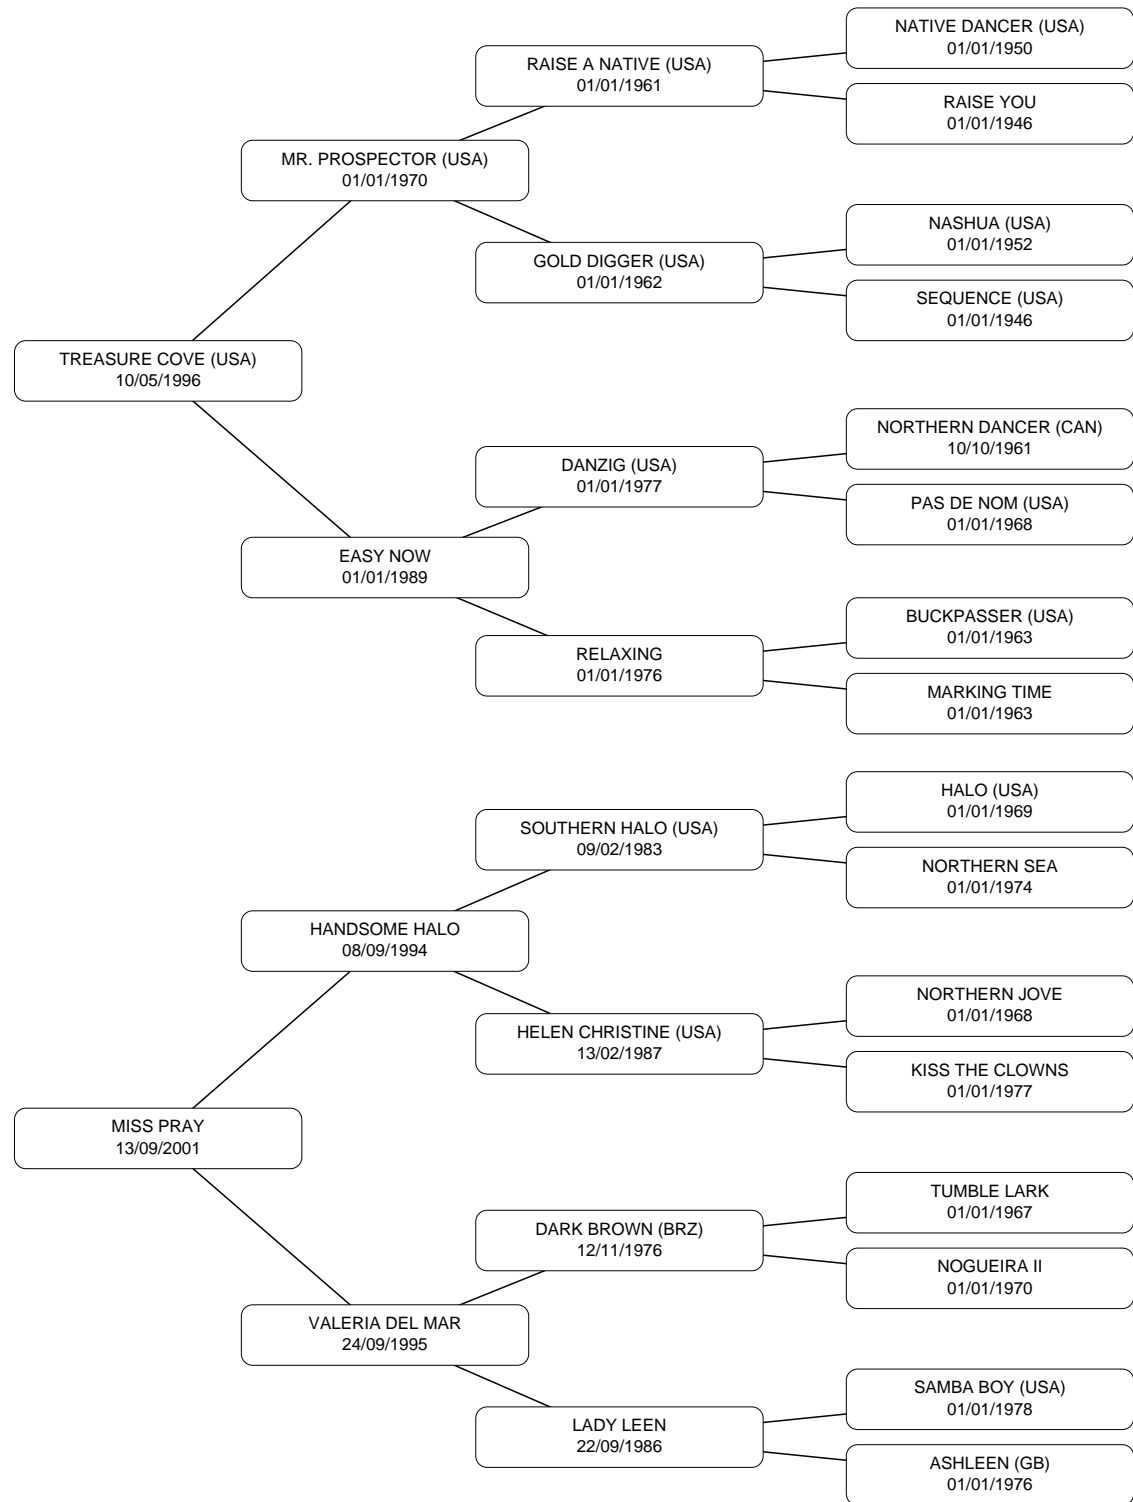 NATIVE DANCER (USA)
01/01/1950
RAISE A NATIVE (USA)
01/01/1961
RAISE YOU
01/01/1946
MR. PROSPECTOR (USA)
01/01/1970
NASHUA (USA)
01/01/1952
GOLD DIGGER (USA)
01/01/1962
SEQUENCE (USA)
01/01/1946
TREASURE COVE (USA)
10/05/1996
NORTHERN DANCER (CAN)
10/10/1961
DANZIG (USA)
01/01/1977
PAS DE NOM (USA)
01/01/1968
EASY NOW
01/01/1989
BUCKPASSER (USA)
01/01/1963
RELAXING
01/01/1976
MARKING TIME
01/01/1963
HALO (USA)
01/01/1969
SOUTHERN HALO (USA)
09/02/1983
NORTHERN SEA
01/01/1974
HANDSOME HALO
08/09/1994
NORTHERN JOVE
01/01/1968
HELEN CHRISTINE (USA)
13/02/1987
KISS THE CLOWNS
01/01/1977
MISS PRAY
13/09/2001
TUMBLE LARK
01/01/1967
DARK BROWN (BRZ)
12/11/1976
NOGUEIRA II
01/01/1970
VALERIA DEL MAR
24/09/1995
SAMBA BOY (USA)
01/01/1978
LADY LEEN
22/09/1986
ASHLEEN (GB)
01/01/1976